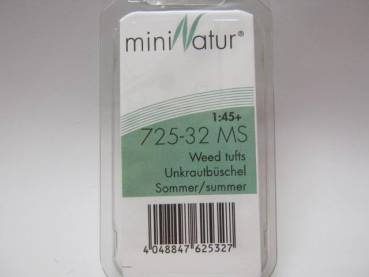 miniNatur®
1:45+
725-32 MS
Weed tufts
Unkrautbüschel
Sommer/summer
4 048847 625327